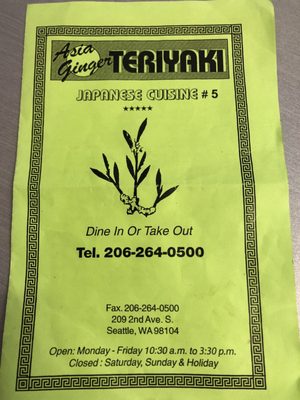 Asia
Ginger TERIYAKI
JAPANESE CUISINE # 5
★★★★★
Dine In Or Take Out
Tel. 206-264-0500
Fax. 206-264-0500
209 2nd Ave. S.
Seattle, WA 98104
Open: Monday - Friday 10:30 a.m. to 3:30 p.m.
Closed : Saturday, Sunday & Holiday